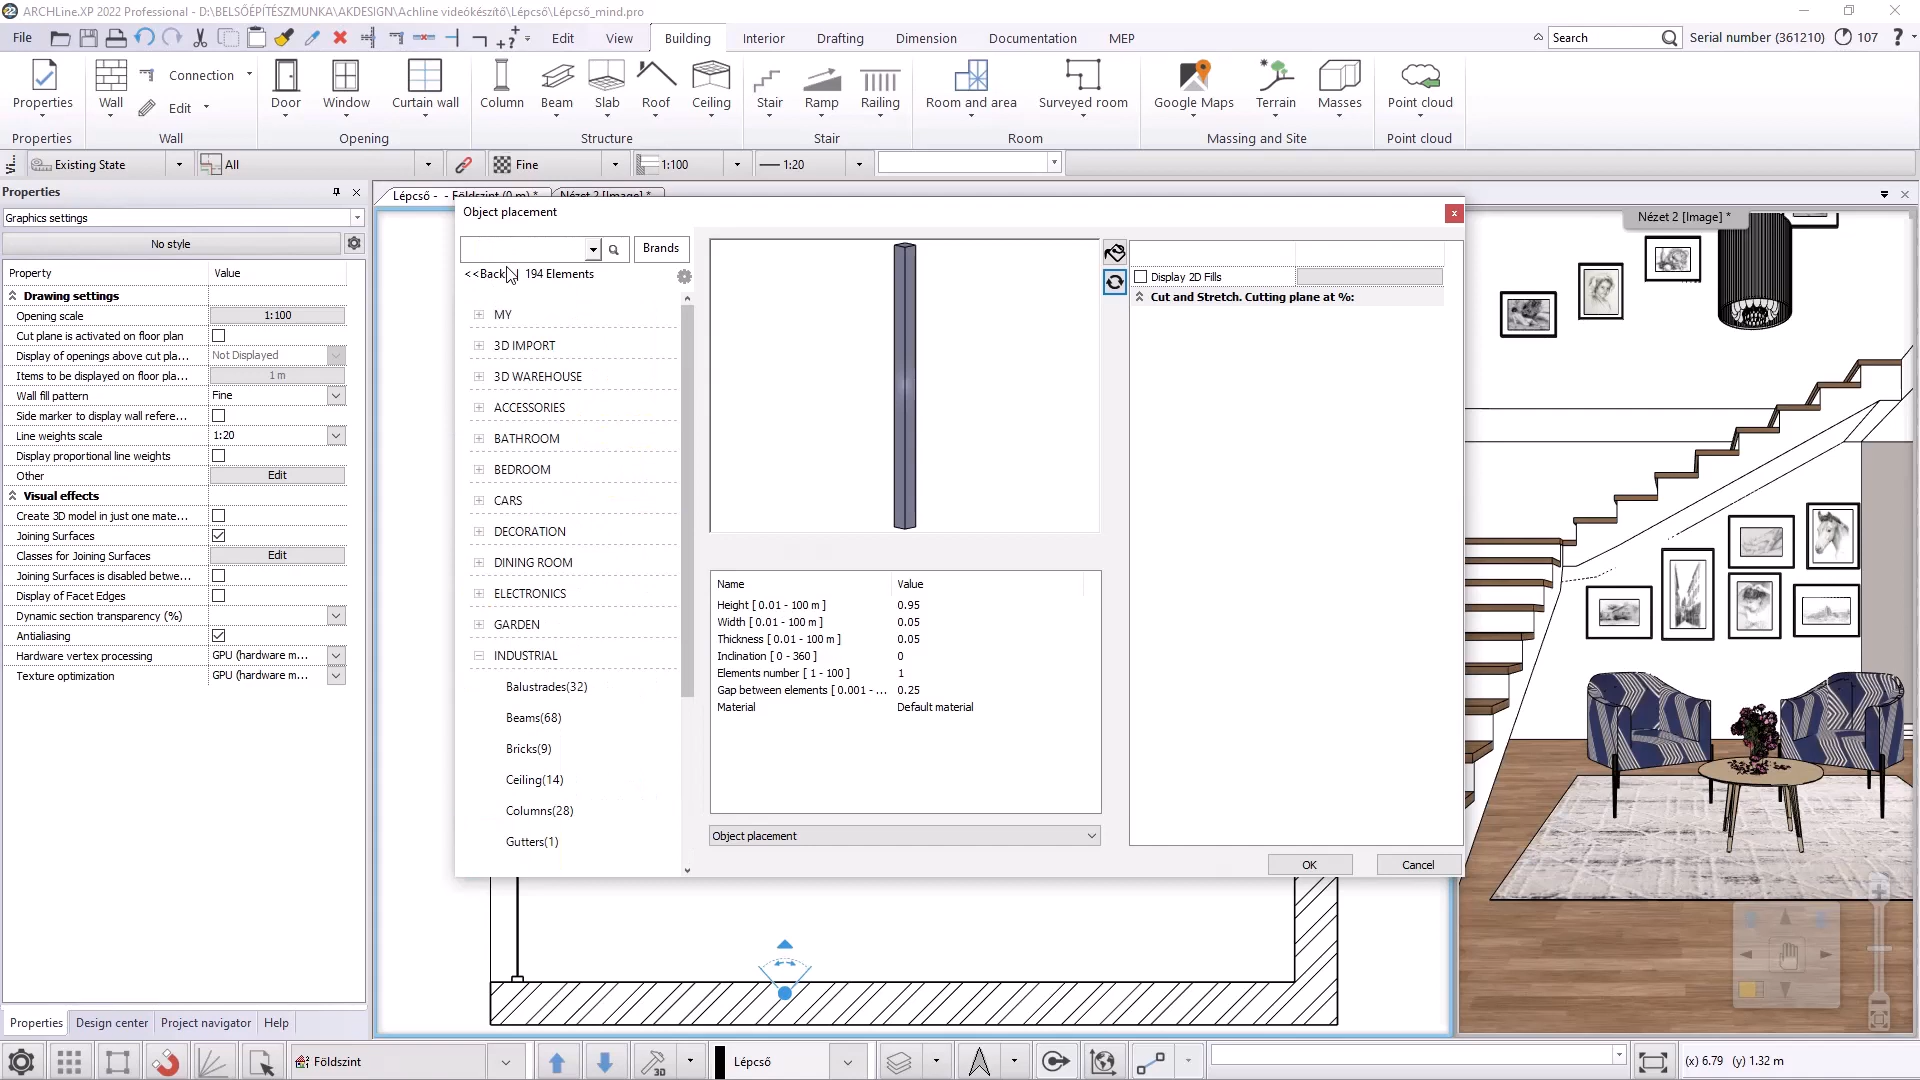 ARCHLine.XP 2022 Professional - D:\BELSŐÉPÍTÉSZMUNKA\AKDESIGN\Achline videókészítő\Lépcső\Lépcső_mind.pro
File Edit View Building Interior Drafting Dimension Documentation MEP Search Serial number (361210) 107 ?
Properties Wall Connection Edit Door Window Curtain wall Column Beam Slab Roof Ceiling Stair Ramp Railing Room and area Surveyed room Google Maps Terrain Masses Point cloud
Properties Wall Opening Structure Stair Room Massing and Site Point cloud
Existing State All Fine 1:100 1:20
Properties
Graphics settings
No style
Property Value
Drawing settings
Opening scale 1:100
Cut plane is activated on floor plan
Display of openings above cut pla... Not Displayed
Items to be displayed on floor pla... 1 m
Wall fill pattern Fine
Side marker to display wall refere...
Line weights scale 1:20
Display proportional line weights
Other Edit
Visual effects
Create 3D model in just one mate...
Joining Surfaces
Classes for Joining Surfaces Edit
Joining Surfaces is disabled betwe...
Display of Facet Edges
Dynamic section transparency (%)
Antialiasing
Hardware vertex processing GPU (hardware m...
Texture optimization GPU (hardware m...
Properties Design center Project navigator Help
Lépcső - - Földszint (0 m) * Nézet 2 [Image] *
Nézet 2 [Image] *
Object placement
Brands
<<Back | 194 Elements
MY
3D IMPORT
3D WAREHOUSE
ACCESSORIES
BATHROOM
BEDROOM
CARS
DECORATION
DINING ROOM
ELECTRONICS
GARDEN
INDUSTRIAL
Balustrades(32)
Beams(68)
Bricks(9)
Ceiling(14)
Columns(28)
Gutters(1)
Display 2D Fills
Cut and Stretch. Cutting plane at %:
Name Value
Height [ 0.01 - 100 m ] 0.95
Width [ 0.01 - 100 m ] 0.05
Thickness [ 0.01 - 100 m ] 0.05
Inclination [ 0 - 360 ] 0
Elements number [ 1 - 100 ] 1
Gap between elements [ 0.001 - ... 0.25
Material Default material
Object placement
OK Cancel
Földszint 3D Lépcső (x) 6.79 (y) 1.32 m